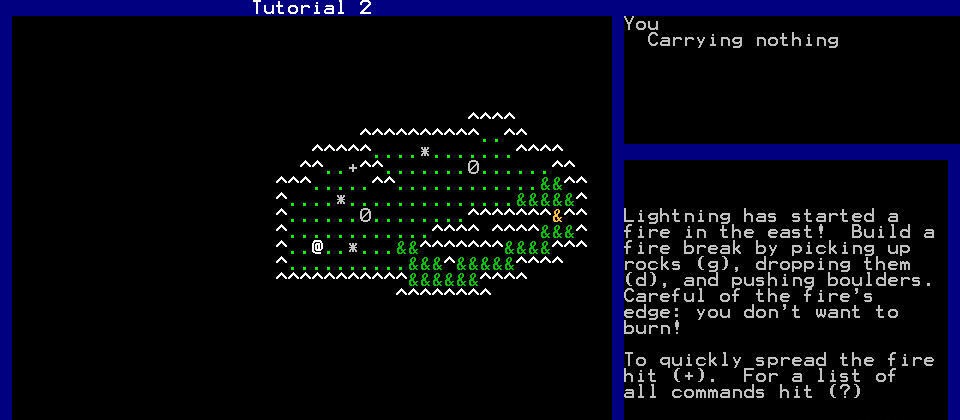 Tutorial 2
You
Carrying nothing
Lightning has started a
fire in the east!  Build a
fire break by picking up
rocks (g), dropping them
(d), and pushing boulders.
Careful of the fire's
edge: you don't want to
burn!
To quickly spread the fire
hit (+).  For a list of
all commands hit (?)